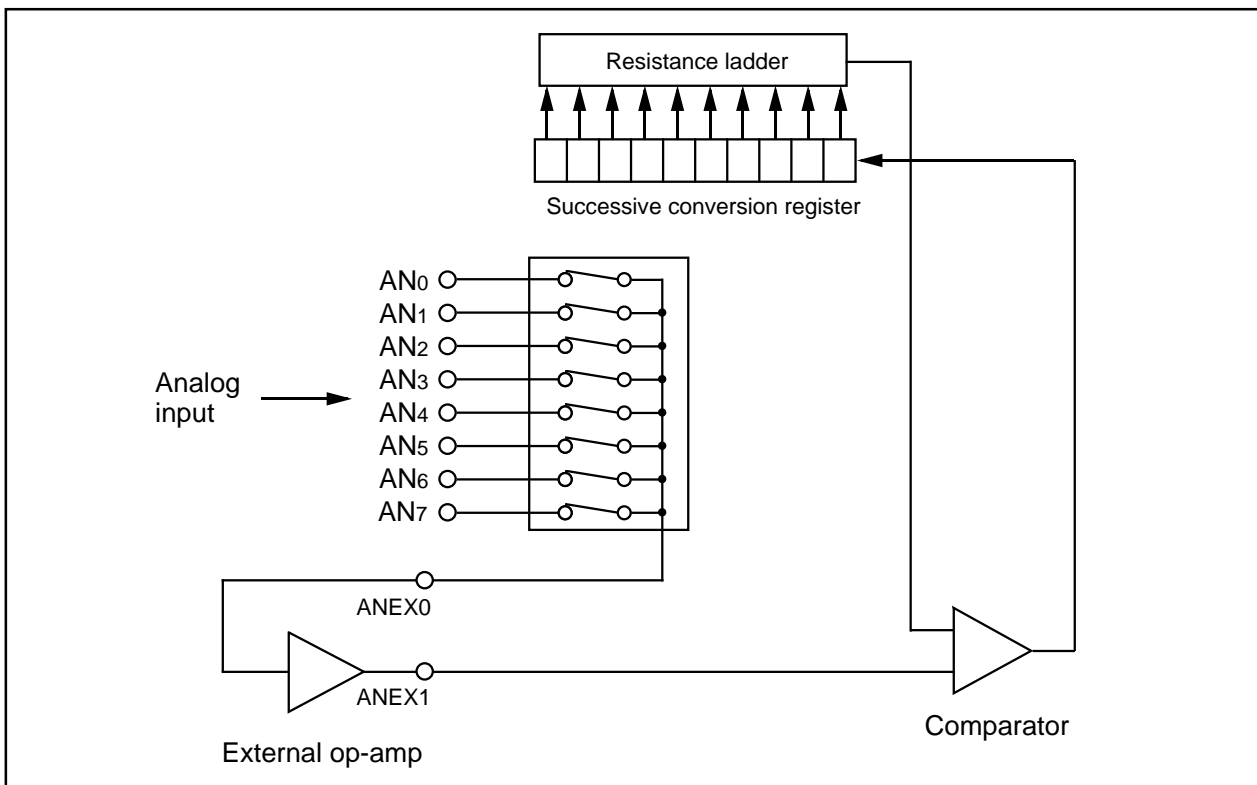 Resistance ladder
Successive conversion register
AN0
AN1
AN2
AN3
AN4
AN5
AN6
AN7
Analog
input
ANEX0
ANEX1
External op-amp
Comparator